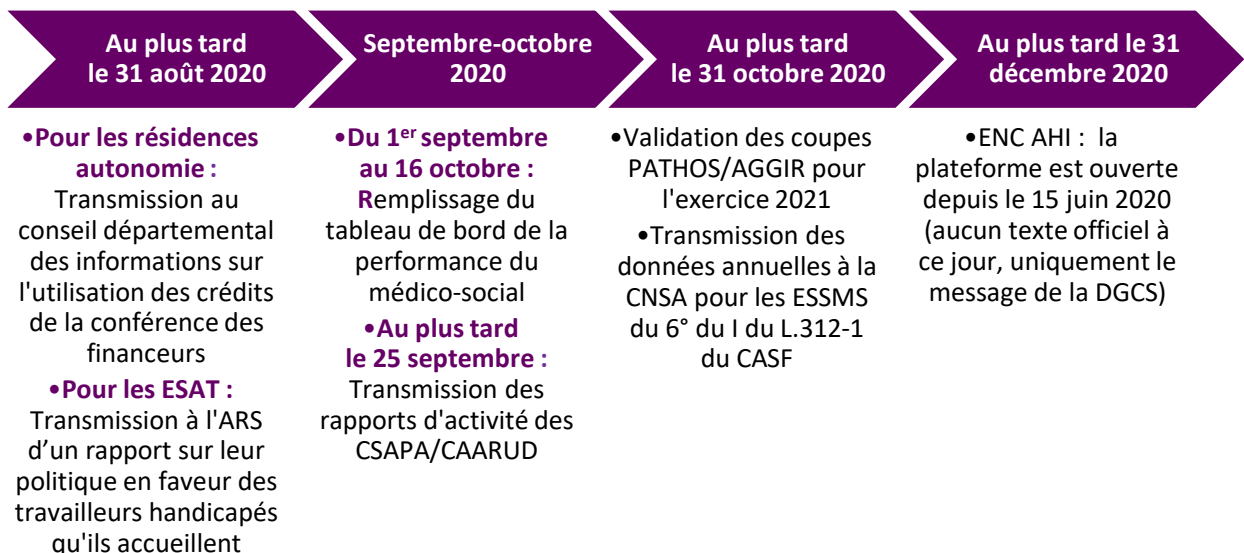 Au plus tard
le 31 août 2020
•Pour les résidences
autonomie :
Transmission au
conseil départemental
des informations sur
l'utilisation des crédits
de la conférence des
financeurs
•Pour les ESAT :
Transmission à l'ARS
d’un rapport sur leur
politique en faveur des
travailleurs handicapés
qu'ils accueillent
Septembre-octobre
2020
•Du 1er septembre
au 16 octobre :
Remplissage du
tableau de bord de la
performance du
médico-social
•Au plus tard
le 25 septembre :
Transmission des
rapports d'activité des
CSAPA/CAARUD
Au plus tard
le 31 octobre 2020
•Validation des coupes
PATHOS/AGGIR pour
l'exercice 2021
•Transmission des
données annuelles à la
CNSA pour les ESSMS
du 6° du I du L.312-1
du CASF
Au plus tard le 31
décembre 2020
•ENC AHI : la
plateforme est ouverte
depuis le 15 juin 2020
(aucun texte officiel à
ce jour, uniquement le
message de la DGCS)